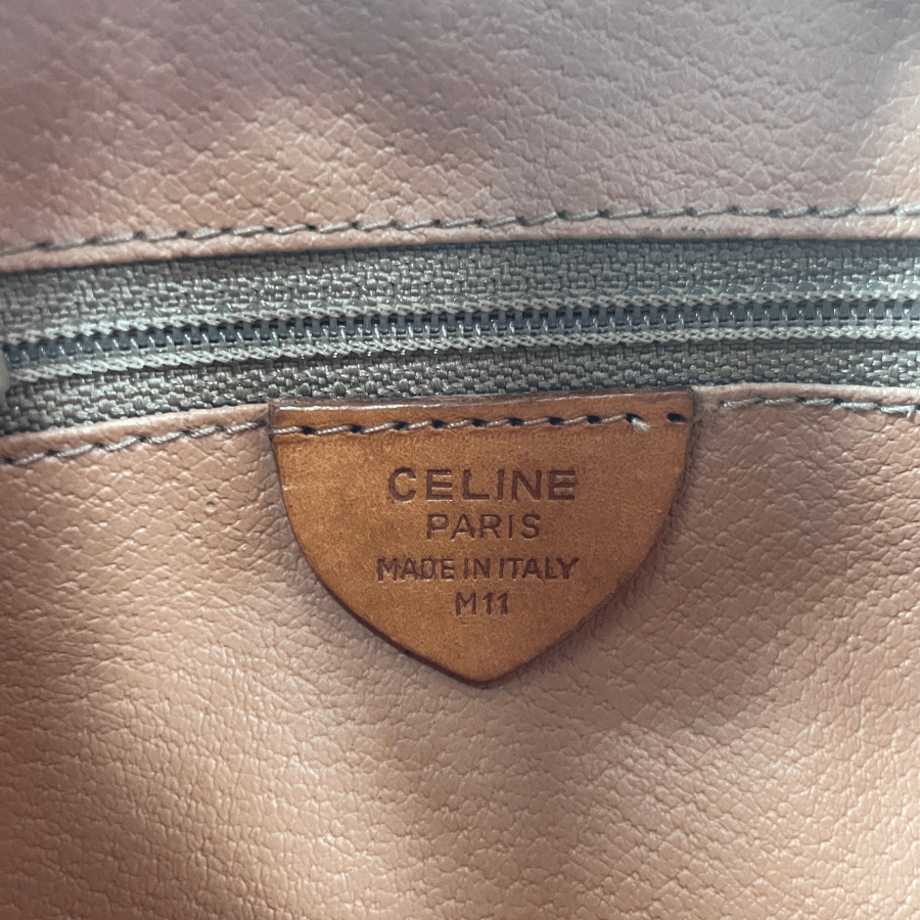 CELINE
PARIS
MADE IN ITALY
M11